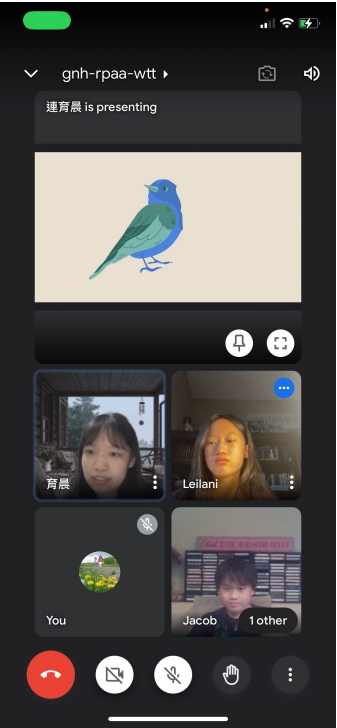 gnh-rpaa-wtt
連育晨 is presenting
育晨
Leilani
You
Jacob
1 other